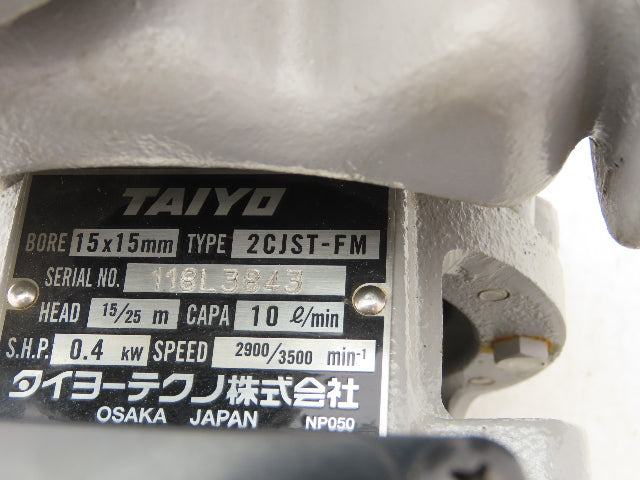 TAIYO
BORE 15x15mm TYPE 2CJST-FM
SERIAL NO. 118L3843
HEAD 15/25 m CAPA 10 ℓ/min
S.H.P. 0.4 kW SPEED 2900/3500 min⁻¹
タイヨーテクノ株式会社
OSAKA JAPAN NP050